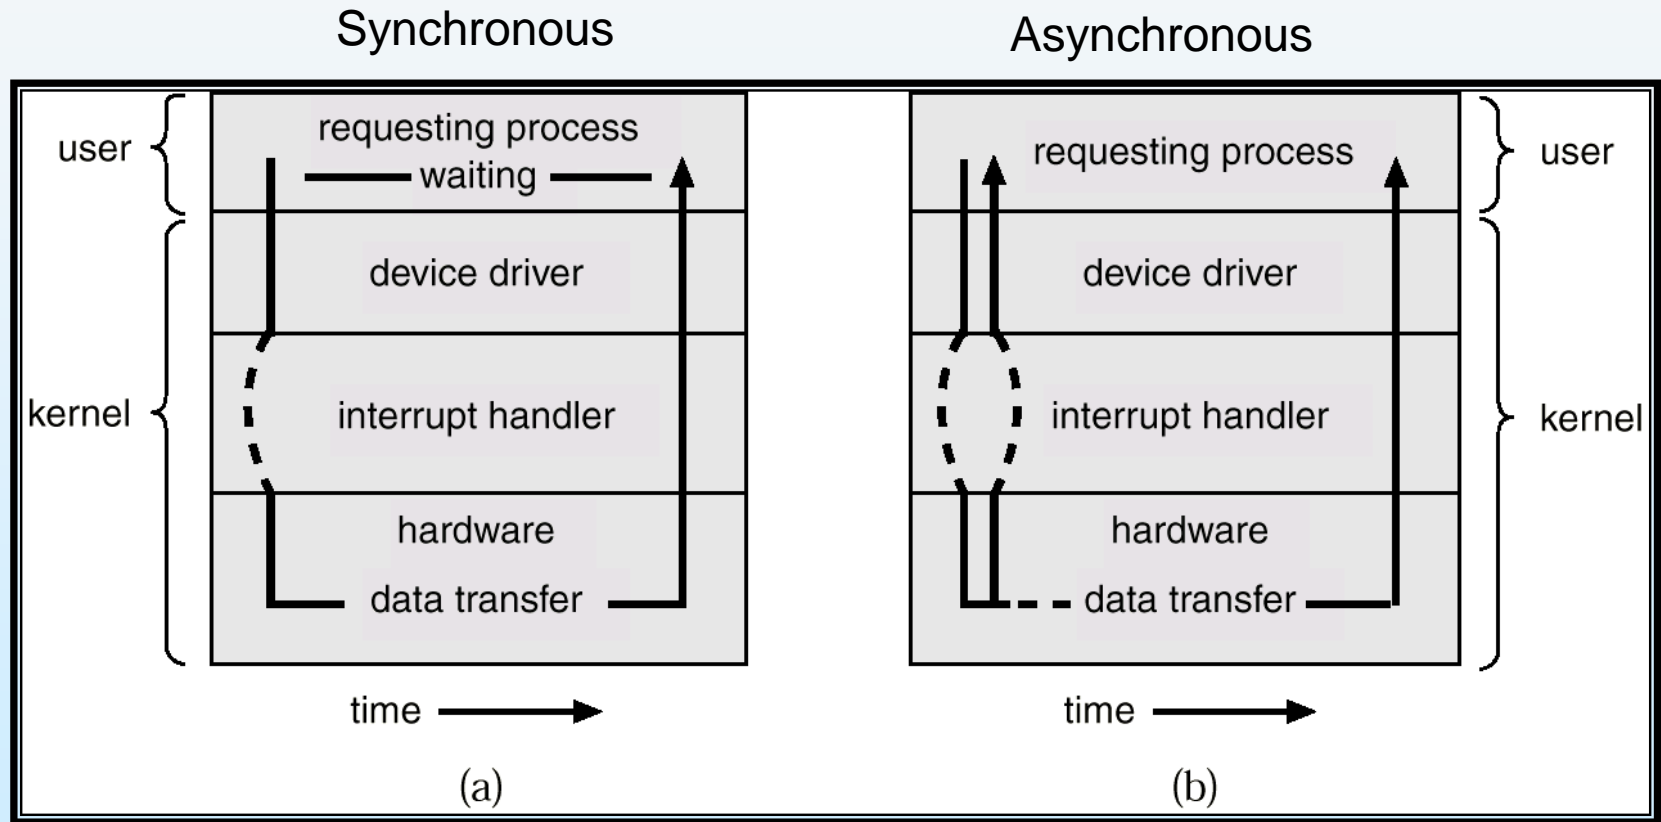 Synchronous
Asynchronous
user
requesting process
waiting
device driver
kernel
interrupt handler
hardware
data transfer
time
(a)
requesting process
user
device driver
interrupt handler
kernel
hardware
data transfer
time
(b)